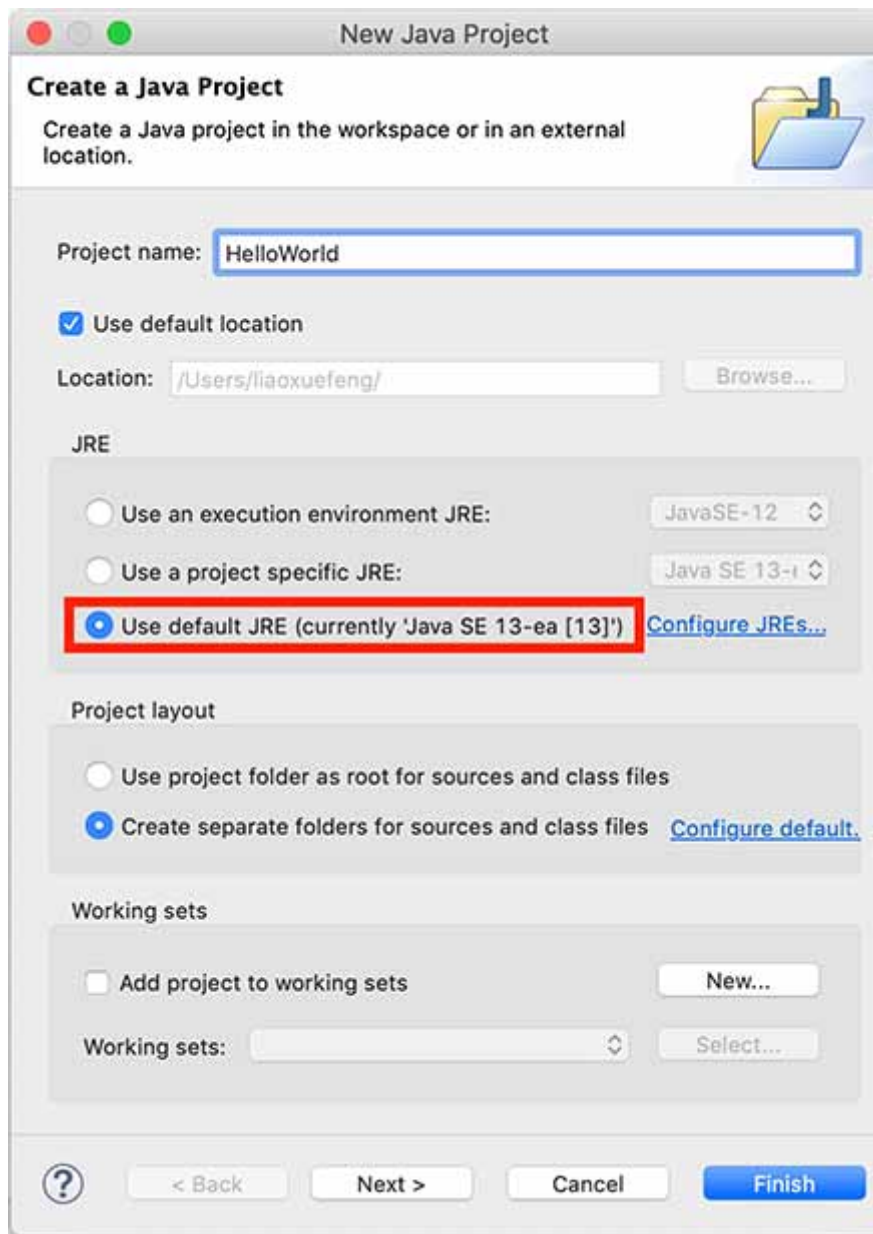 New Java Project
Create a Java Project
Create a Java project in the workspace or in an external
location.
Project name: HelloWorld
Use default location
Location: /Users/liaoxuefeng/ Browse...
JRE
Use an execution environment JRE: JavaSE-12
Use a project specific JRE: Java SE 13-
Use default JRE (currently 'Java SE 13-ea [13]') Configure JREs...
Project layout
Use project folder as root for sources and class files
Create separate folders for sources and class files Configure default.
Working sets
Add project to working sets New...
Working sets: Select...
? < Back Next > Cancel Finish